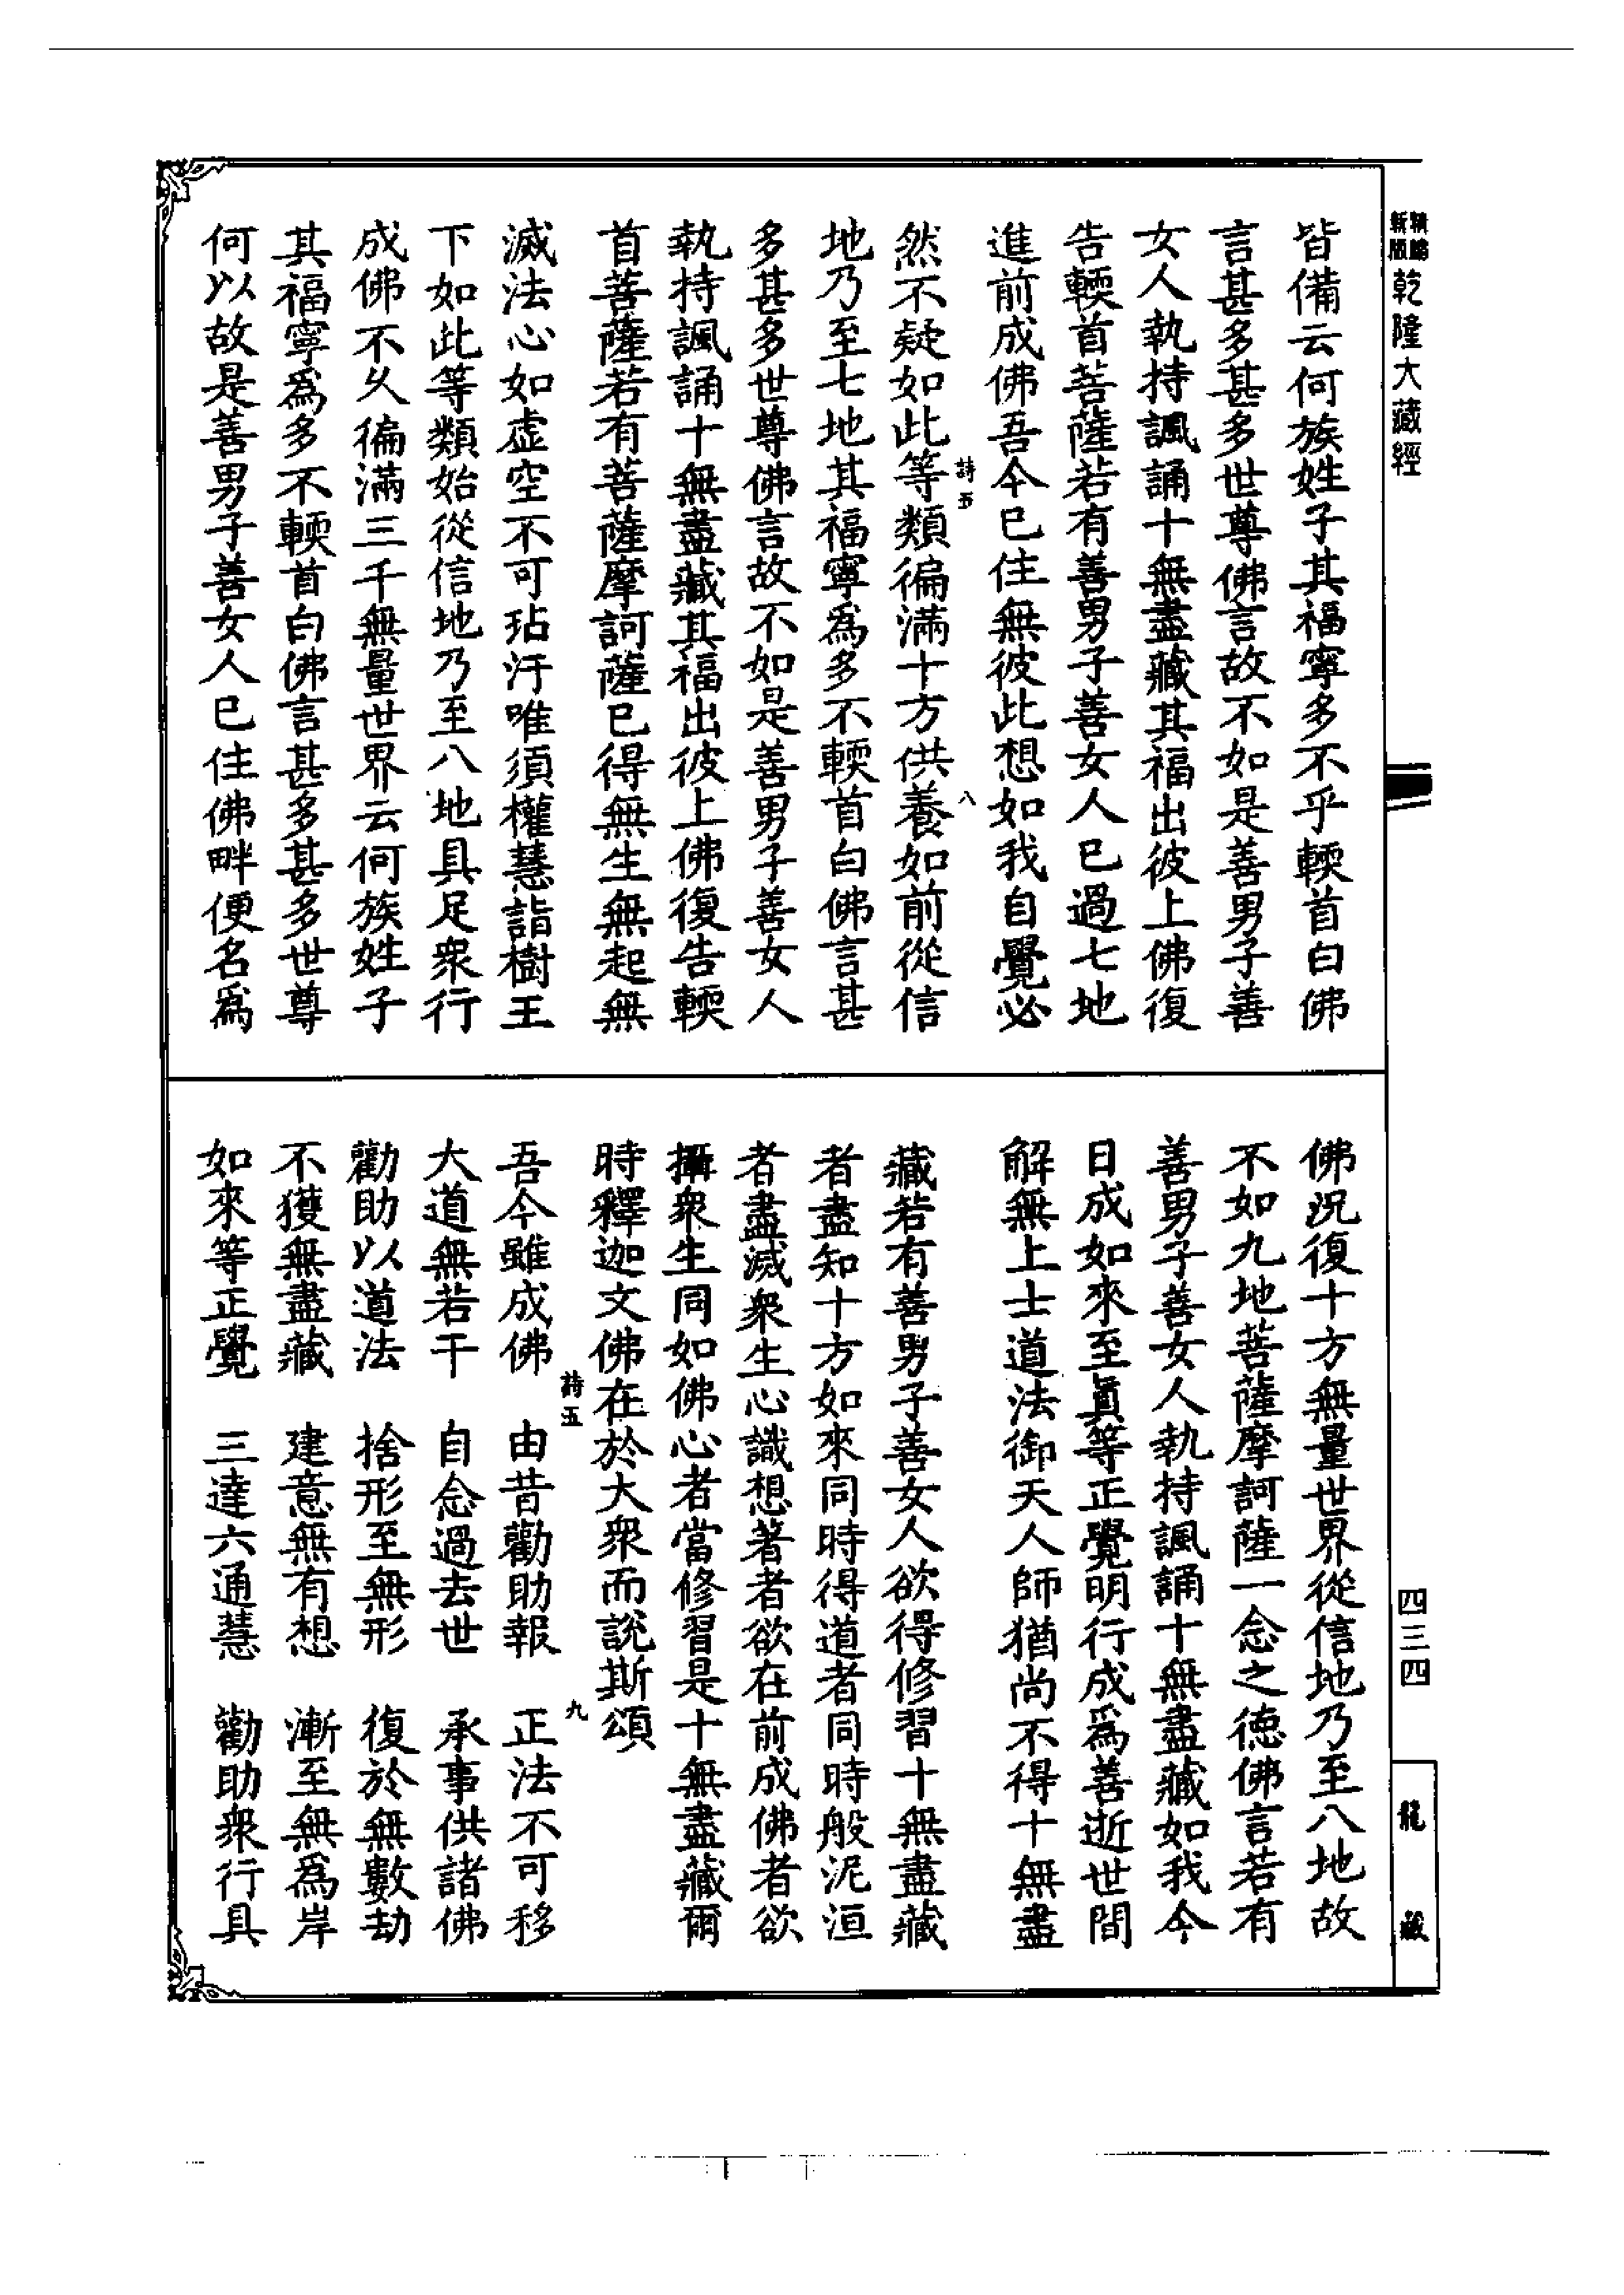 新編
新版
乾隆大藏經
皆備云何族姓子其福寧多不乎輭首白佛
言甚多甚多世尊佛言故不如是善男子善
女人執持諷誦十無盡藏其福出彼上佛復
告輭首菩薩若有善男子善女人巳過七地
進前成佛吾今巳住無彼此想如我自覺必
詩五
八
然不疑如此等類徧滿十方供養如前從信
地乃至七地其福寧爲多不輭首白佛言甚
多甚多世尊佛言故不如是善男子善女人
執持諷誦十無盡藏其福出彼上佛復告輭
首菩薩若有菩薩摩訶薩巳得無生無起無
滅法心如虛空不可玷汙唯須權慧詣樹王
下如此等類始從信地乃至八地具足衆行
成佛不久徧滿三千無量世界云何族姓子
其福寧爲多不輭首白佛言甚多甚多世尊
何以故是善男子善女人巳住佛畔便名爲
佛況復十方無量世界從信地乃至八地故
不如九地菩薩摩訶薩一念之德佛言若有
善男子善女人執持諷誦十無盡藏如我今
日成如來至眞等正覺明行成爲善逝世間
解無上士道法御天人師猶尚不得十無盡
藏若有善男子善女人欲得修習十無盡藏
者盡知十方如來同時得道者同時般泥洹
者盡滅衆生心識想著者欲在前成佛者欲
攝衆生同如佛心者當修習是十無盡藏爾
時釋迦文佛在於大衆而說斯頌
詩五
九
吾今雖成佛　由昔勸助報　正法不可移
大道無若干　自念過去世　承事供諸佛
勸助以道法　捨形至無形　復於無數劫
不獲無盡藏　建意無有想　漸至無爲岸
如來等正覺　三達六通慧　勸助衆行具
四三四
龍藏